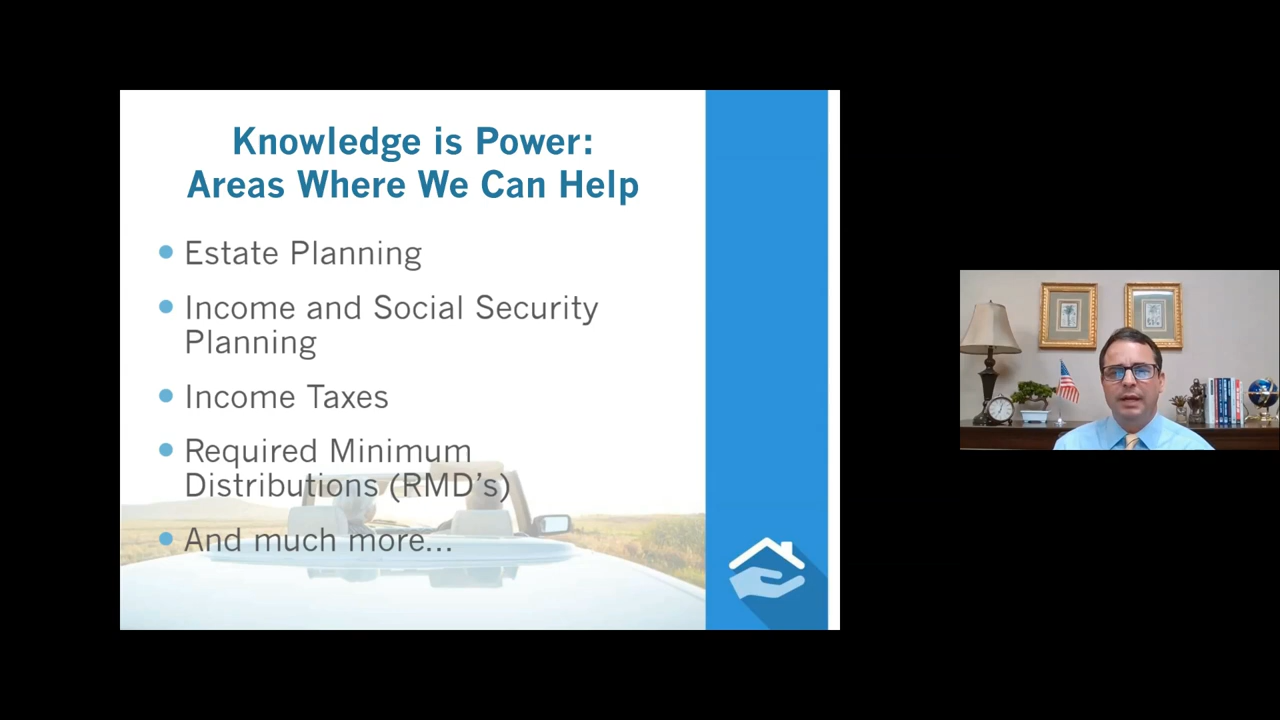 Knowledge is Power:
Areas Where We Can Help
• Estate Planning
• Income and Social Security
Planning
• Income Taxes
• Required Minimum
Distributions (RMD's)
• And much more...